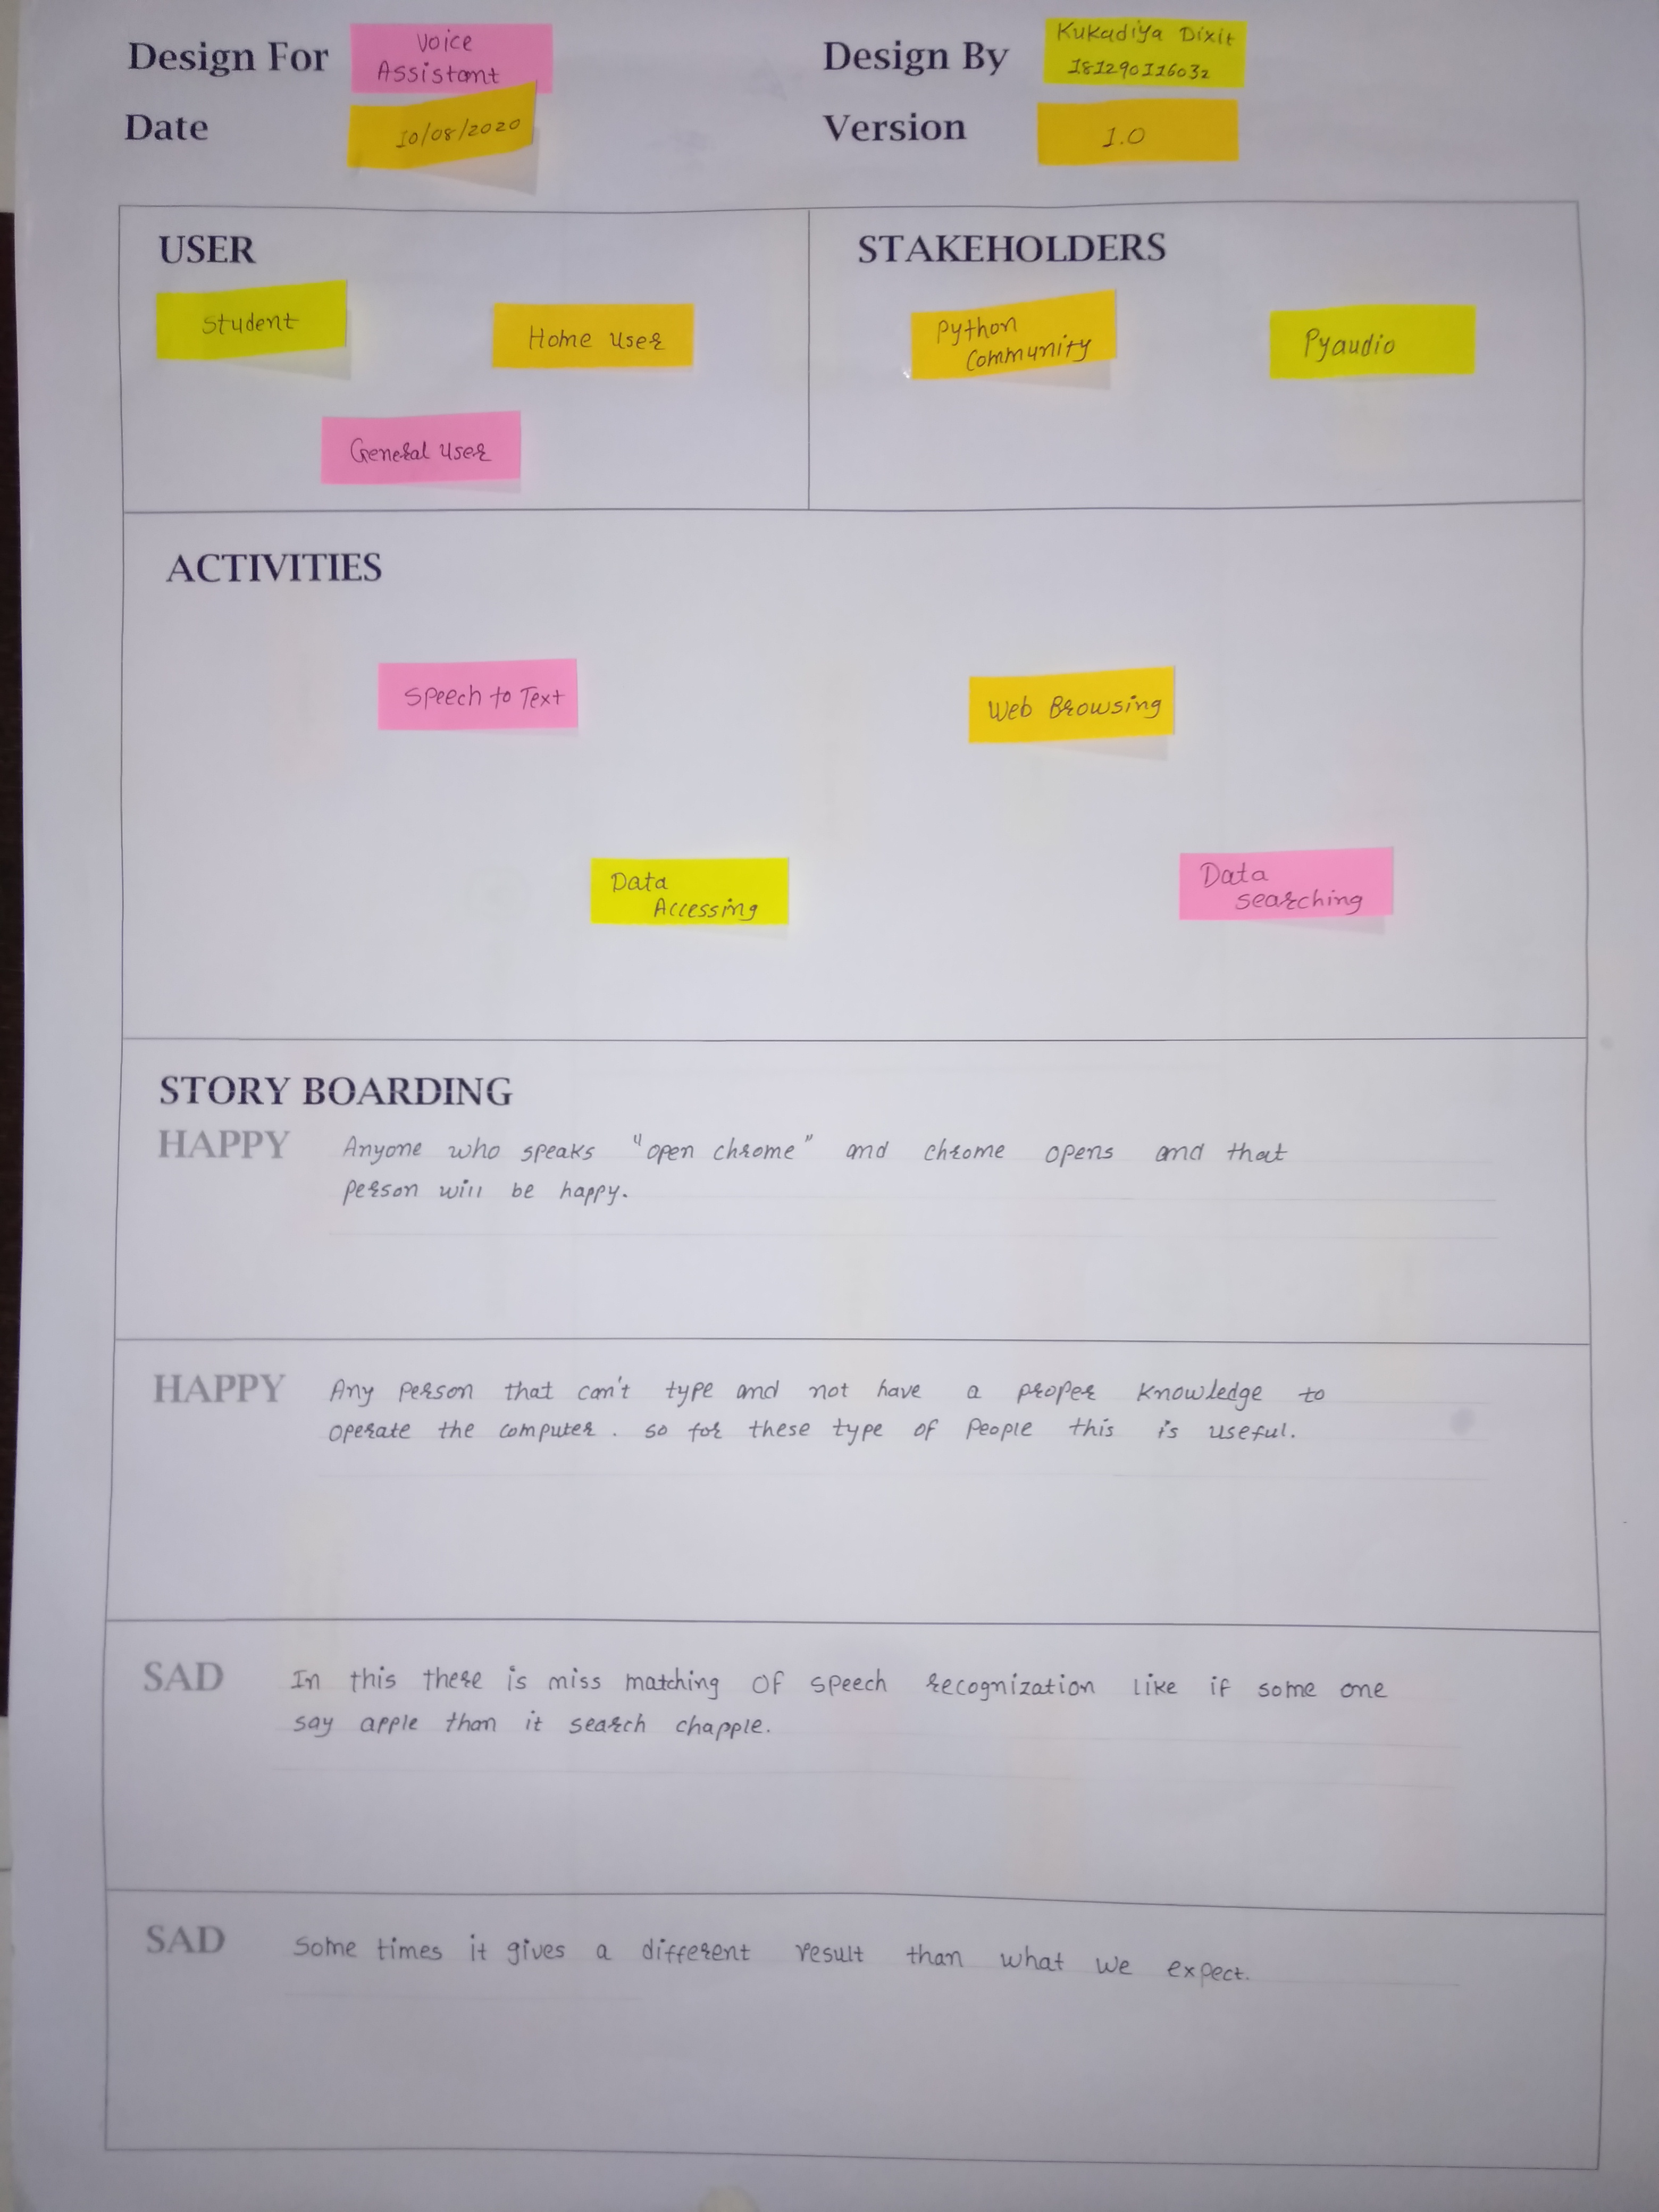 Design For
Voice
Assistant
Design By
Kukadiya Dixit
181290116032
Date
10/08/2020
Version
1.0
USER
Student
Home User
General User
STAKEHOLDERS
Python
Community
Pyaudio
ACTIVITIES
Speech to Text
Web Browsing
Data
Accessing
Data
searching
STORY BOARDING
HAPPY
Anyone who speaks "open chrome" and chrome opens and that
person will be happy.
HAPPY
Any person that can't type and not have a proper knowledge to
operate the computer. so for these type of people this is useful.
SAD
In this there is miss matching of speech recognization like if some one
say apple than it search chapple.
SAD
Some times it gives a different result than what we expect.